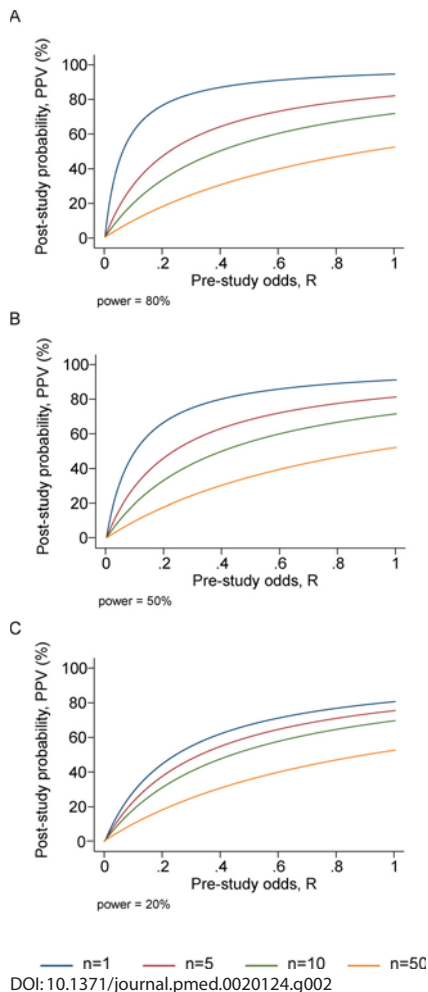 A
Post-study probability, PPV (%)
100
80
60
40
20
0
0 .2 .4 .6 .8 1
Pre-study odds, R
power = 80%
B
Post-study probability, PPV (%)
100
80
60
40
20
0
0 .2 .4 .6 .8 1
Pre-study odds, R
power = 50%
C
Post-study probability, PPV (%)
100
80
60
40
20
0
0 .2 .4 .6 .8 1
Pre-study odds, R
power = 20%
n=1 n=5 n=10 n=50
DOI: 10.1371/journal.pmed.0020124.g002